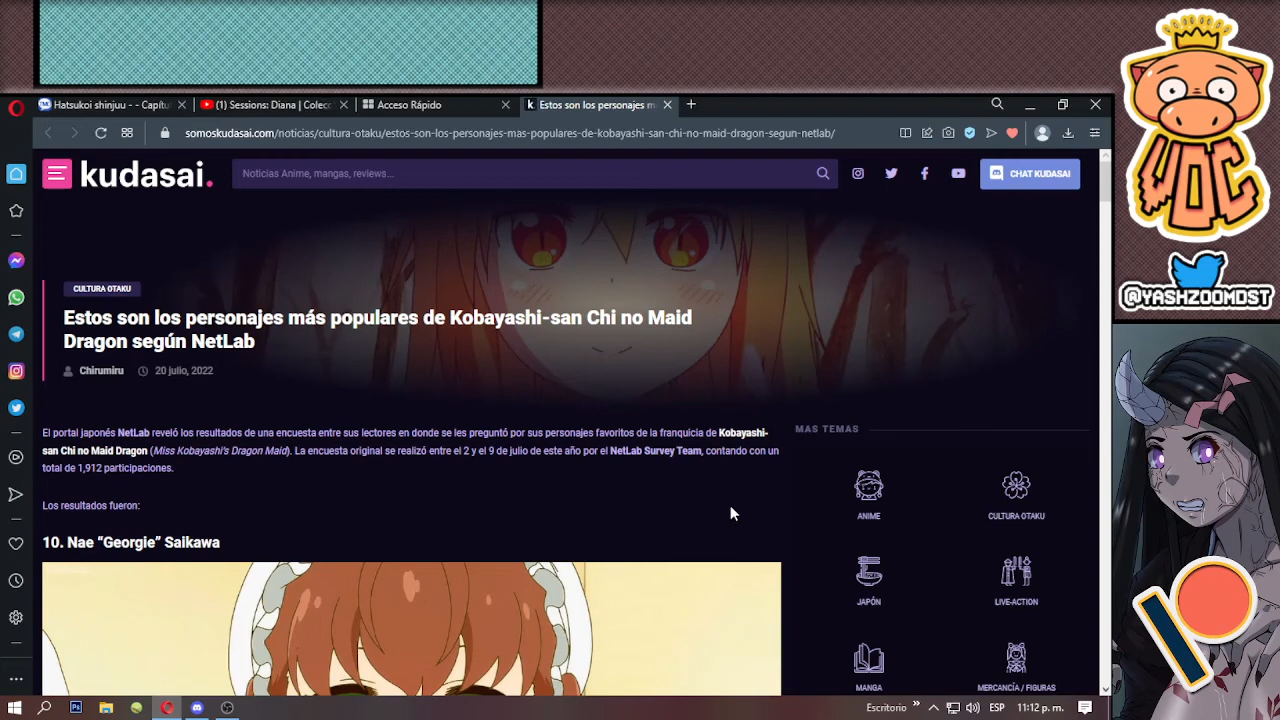 Hatsukoi shinjuu - - Capítul
(1) Sessions: Diana | Colecc
Acceso Rápido
Estos son los personajes m
somoskudasai.com/noticias/cultura-otaku/estos-son-los-personajes-mas-populares-de-kobayashi-san-chi-no-maid-dragon-segun-netlab/
kudasai.
Noticias Anime, mangas, reviews...
CHAT KUDASAI
CULTURA OTAKU
Estos son los personajes más populares de Kobayashi-san Chi no Maid
Dragon según NetLab
Chirumiru
20 julio, 2022
El portal japonés NetLab reveló los resultados de una encuesta entre sus lectores en donde se les preguntó por sus personajes favoritos de la franquicia de Kobayashi-
san Chi no Maid Dragon (Miss Kobayashi's Dragon Maid). La encuesta original se realizó entre el 2 y el 9 de julio de este año por el NetLab Survey Team, contando con un
total de 1,912 participaciones.
Los resultados fueron:
10. Nae “Georgie” Saikawa
MAS TEMAS
ANIME
CULTURA OTAKU
JAPÓN
LIVE-ACTION
MANGA
MERCANCÍA / FIGURAS
@YASHZOOMDST
Escritorio
ESP
11:12 p. m.